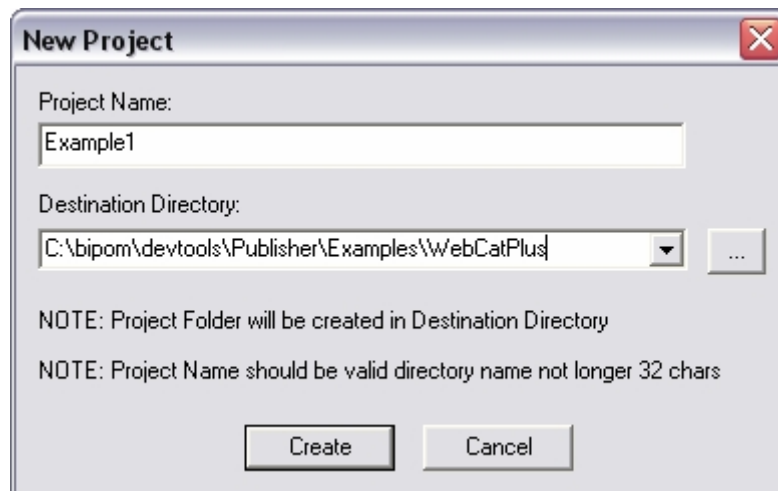 New Project
Project Name:
Example1
Destination Directory:
C:\bipom\devtools\Publisher\Examples\WebCatPlus
...
NOTE: Project Folder will be created in Destination Directory
NOTE: Project Name should be valid directory name not longer 32 chars
Create Cancel